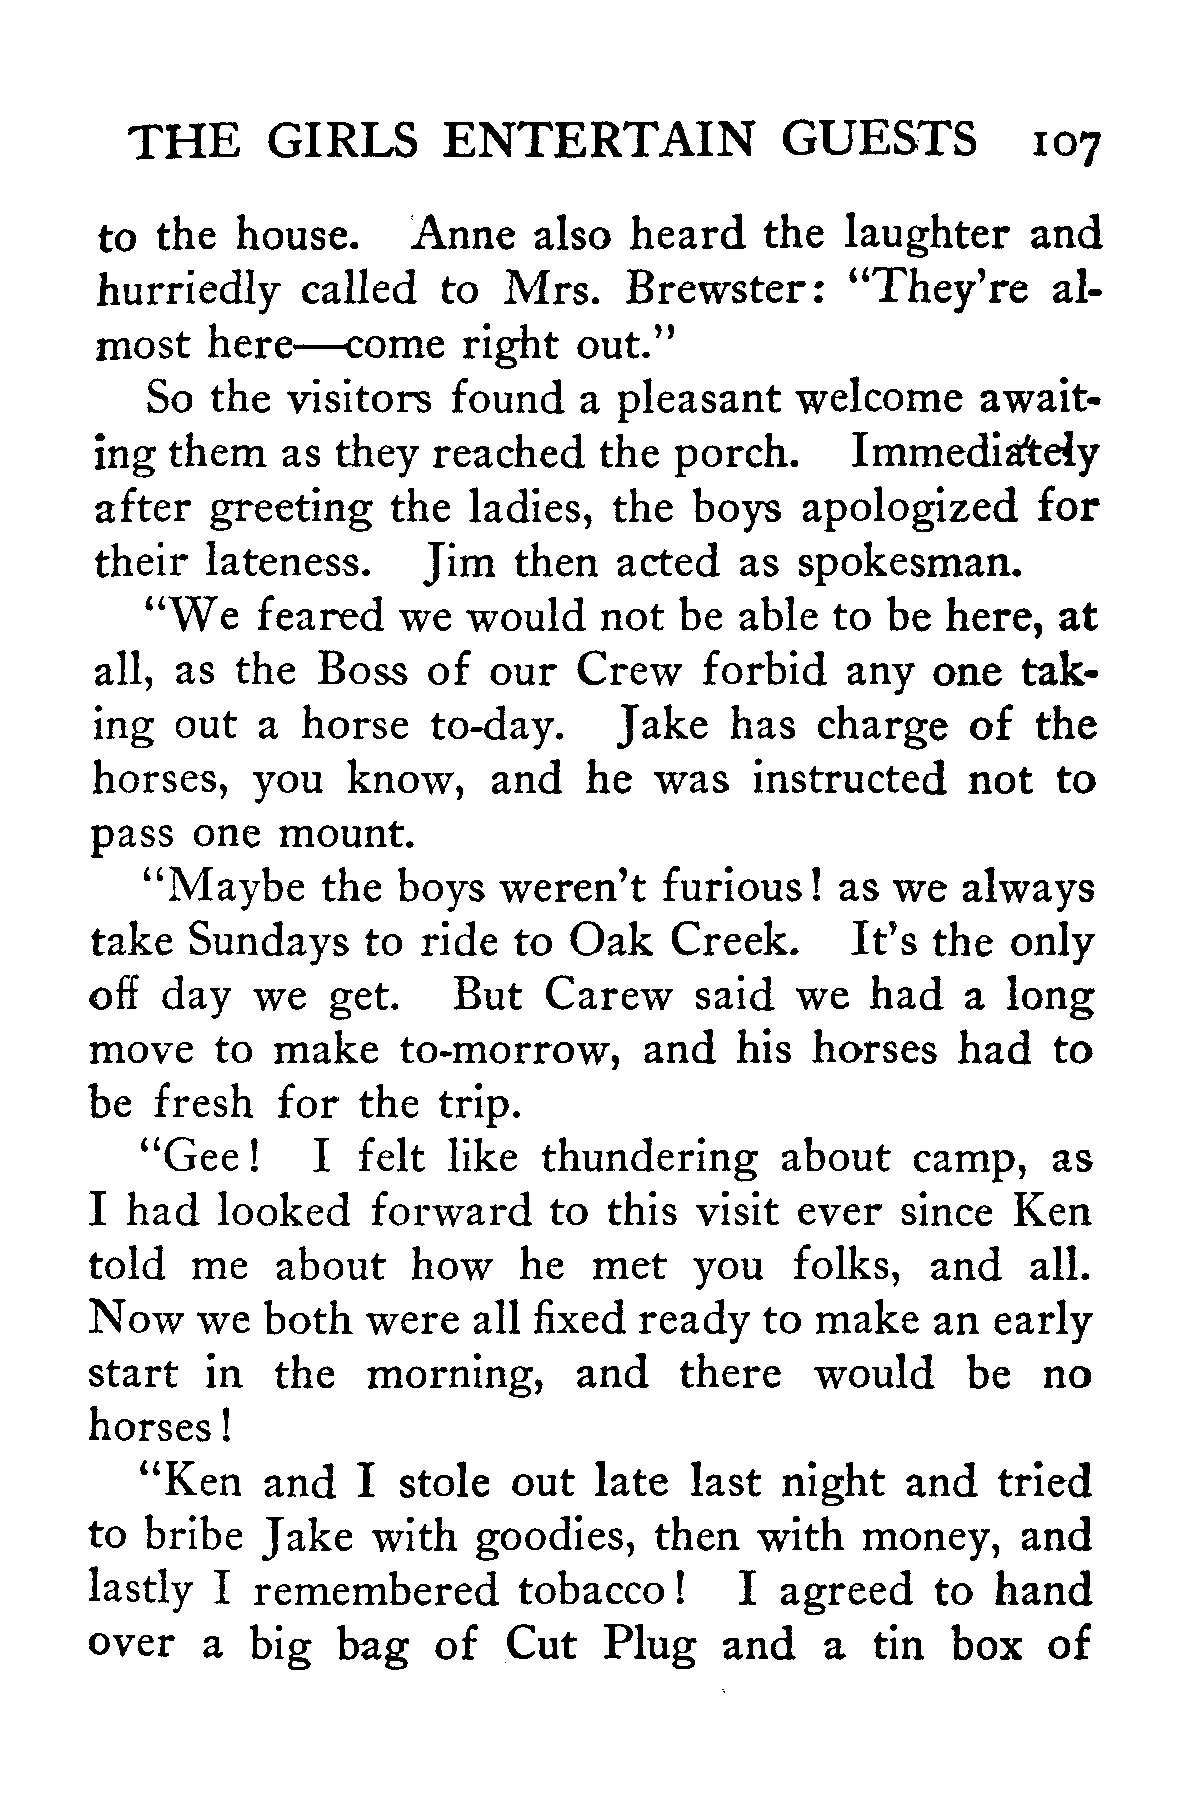 THE GIRLS ENTERTAIN GUESTS 107
to the house. Anne also heard the laughter and
hurriedly called to Mrs. Brewster: “They’re al-
most here—come right out.”
So the visitors found a pleasant welcome await-
ing them as they reached the porch. Immediately
after greeting the ladies, the boys apologized for
their lateness. Jim then acted as spokesman.
“We feared we would not be able to be here, at
all, as the Boss of our Crew forbid any one tak-
ing out a horse to-day. Jake has charge of the
horses, you know, and he was instructed not to
pass one mount.
“Maybe the boys weren’t furious! as we always
take Sundays to ride to Oak Creek. It’s the only
off day we get. But Carew said we had a long
move to make to-morrow, and his horses had to
be fresh for the trip.
“Gee! I felt like thundering about camp, as
I had looked forward to this visit ever since Ken
told me about how he met you folks, and all.
Now we both were all fixed ready to make an early
start in the morning, and there would be no
horses!
“Ken and I stole out late last night and tried
to bribe Jake with goodies, then with money, and
lastly I remembered tobacco! I agreed to hand
over a big bag of Cut Plug and a tin box of